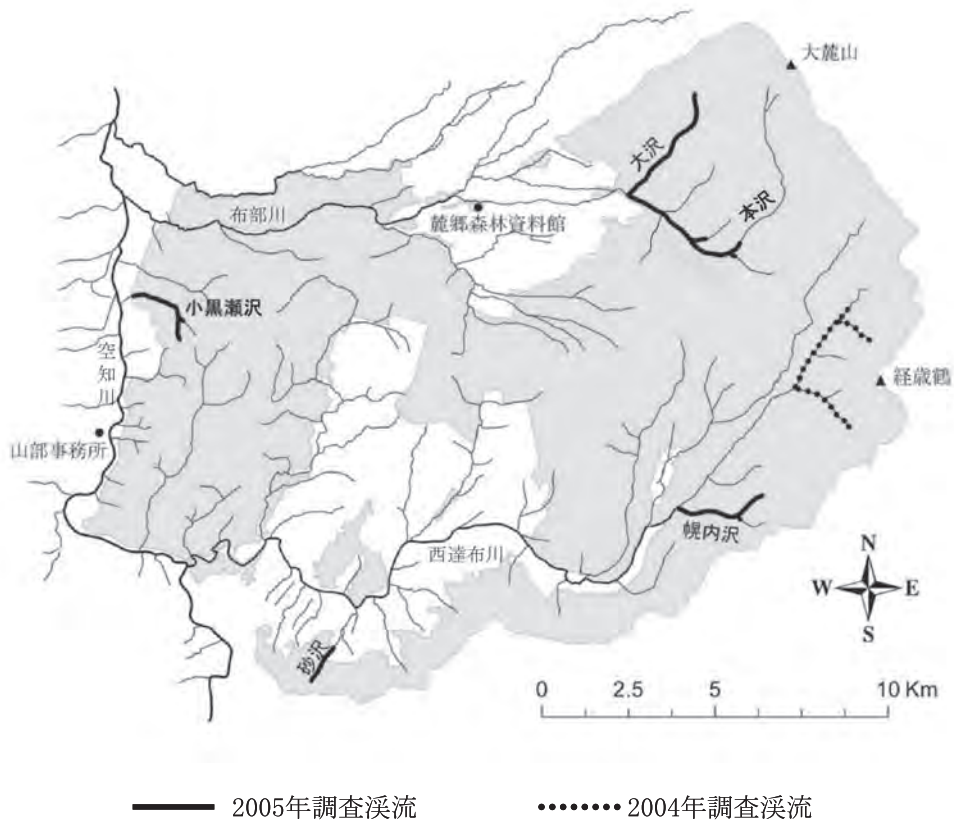 大麓山
大沢
本沢
布部川
麓郷森林資料館
小黒瀬沢
空知川
経歳鶴
山部事務所
幌内沢
西達布川
砂沢
N
W E
S
0 2.5 5 10 Km
2005年調査渓流 2004年調査渓流